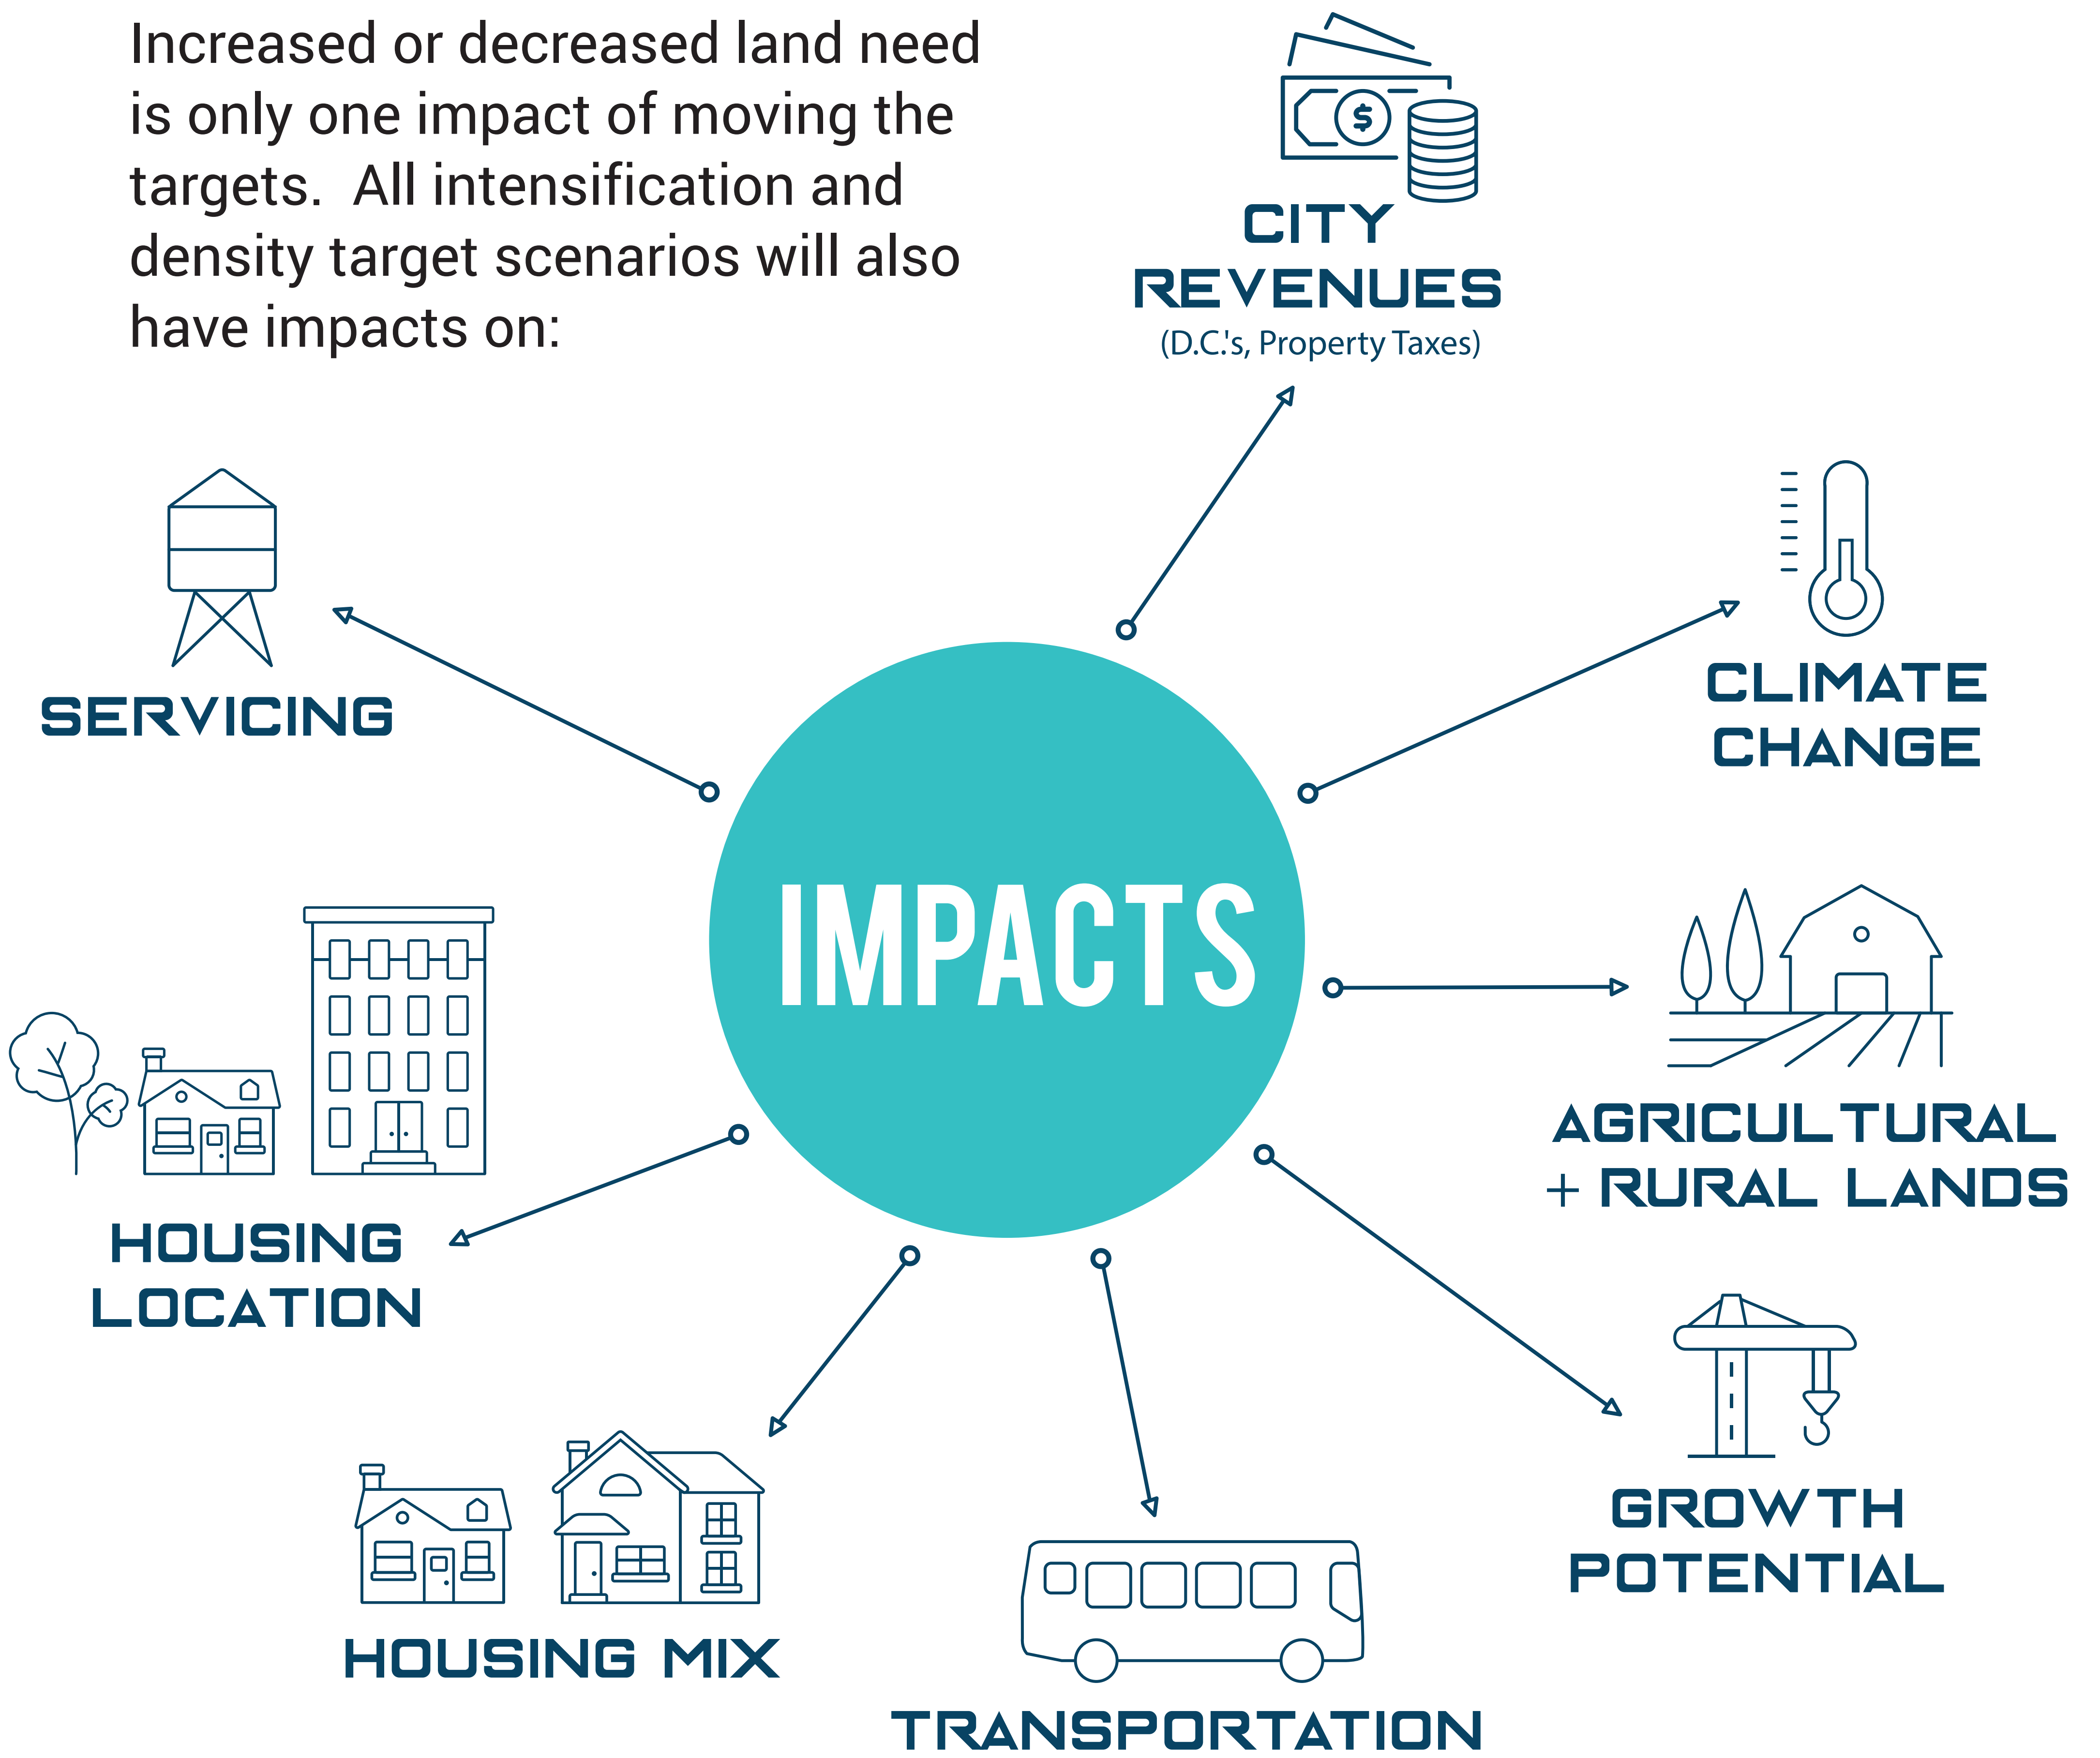 Increased or decreased land need
is only one impact of moving the
targets.  All intensification and
density target scenarios will also
have impacts on:
$
CITY
REVENUES
(D.C.'s, Property Taxes)
CLIMATE
CHANGE
SERVICING
IMPACTS
AGRICULTURAL
+ RURAL LANDS
HOUSING
LOCATION
GROWTH
POTENTIAL
HOUSING MIX
TRANSPORTATION